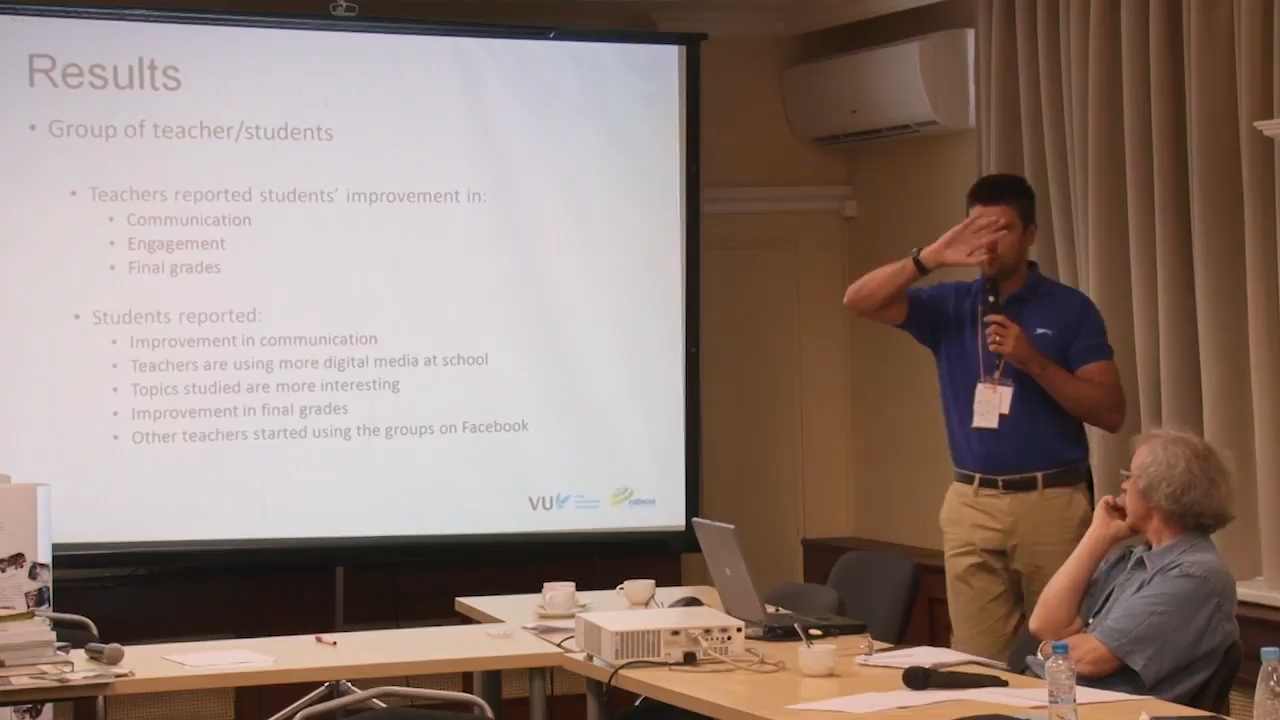 Results
• Group of teacher/students
• Teachers reported students' improvement in:
• Communication
• Engagement
• Final grades
• Students reported:
• Improvement in communication
• Teachers are using more digital media at school
• Topics studied are more interesting
• Improvement in final grades
• Other teachers started using the groups on Facebook
VU